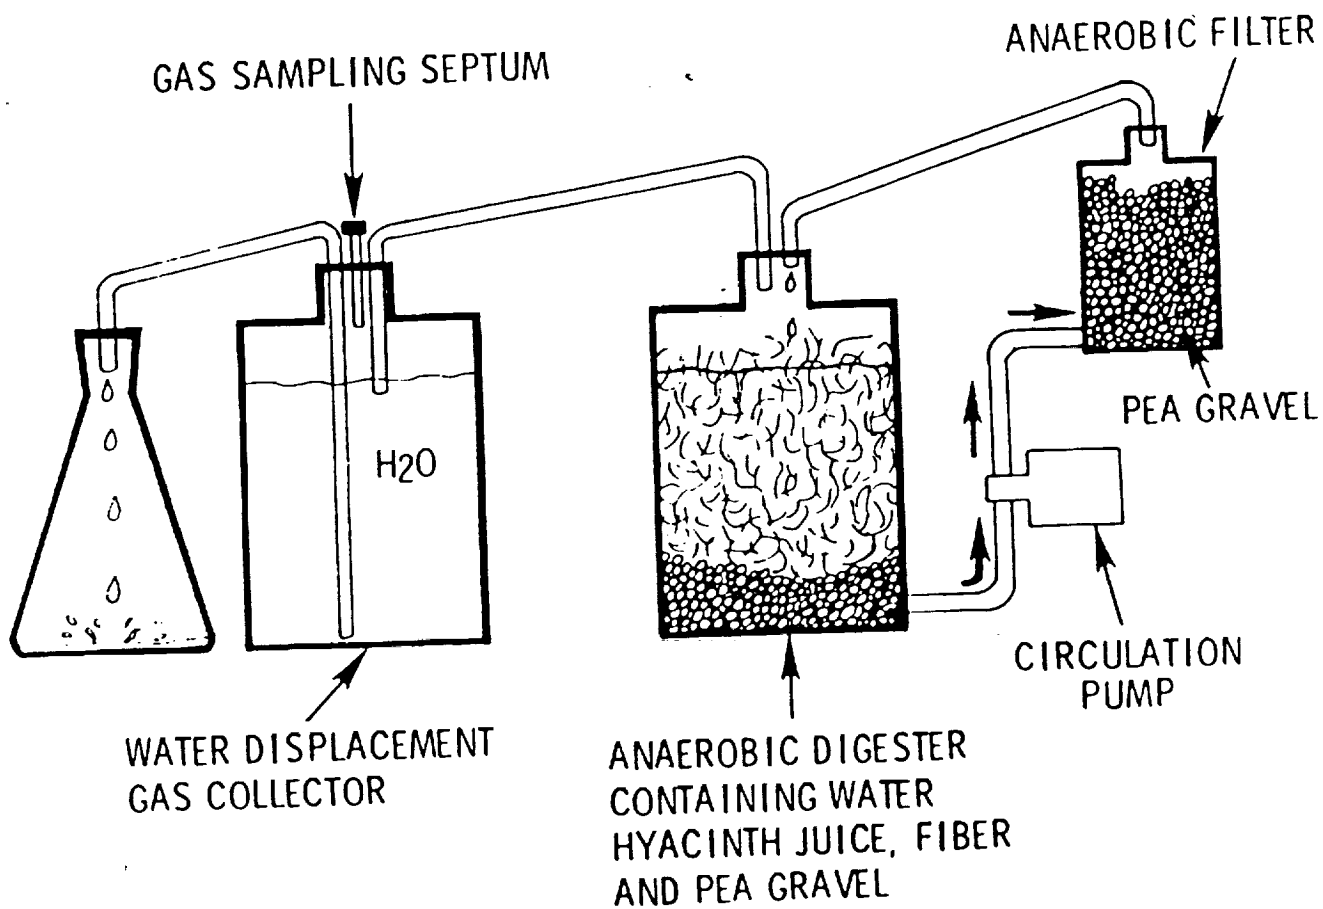 ANAEROBIC FILTER
GAS SAMPLING SEPTUM
PEA GRAVEL
H2O
CIRCULATION
PUMP
WATER DISPLACEMENT
GAS COLLECTOR
ANAEROBIC DIGESTER
CONTAINING WATER
HYACINTH JUICE, FIBER
AND PEA GRAVEL